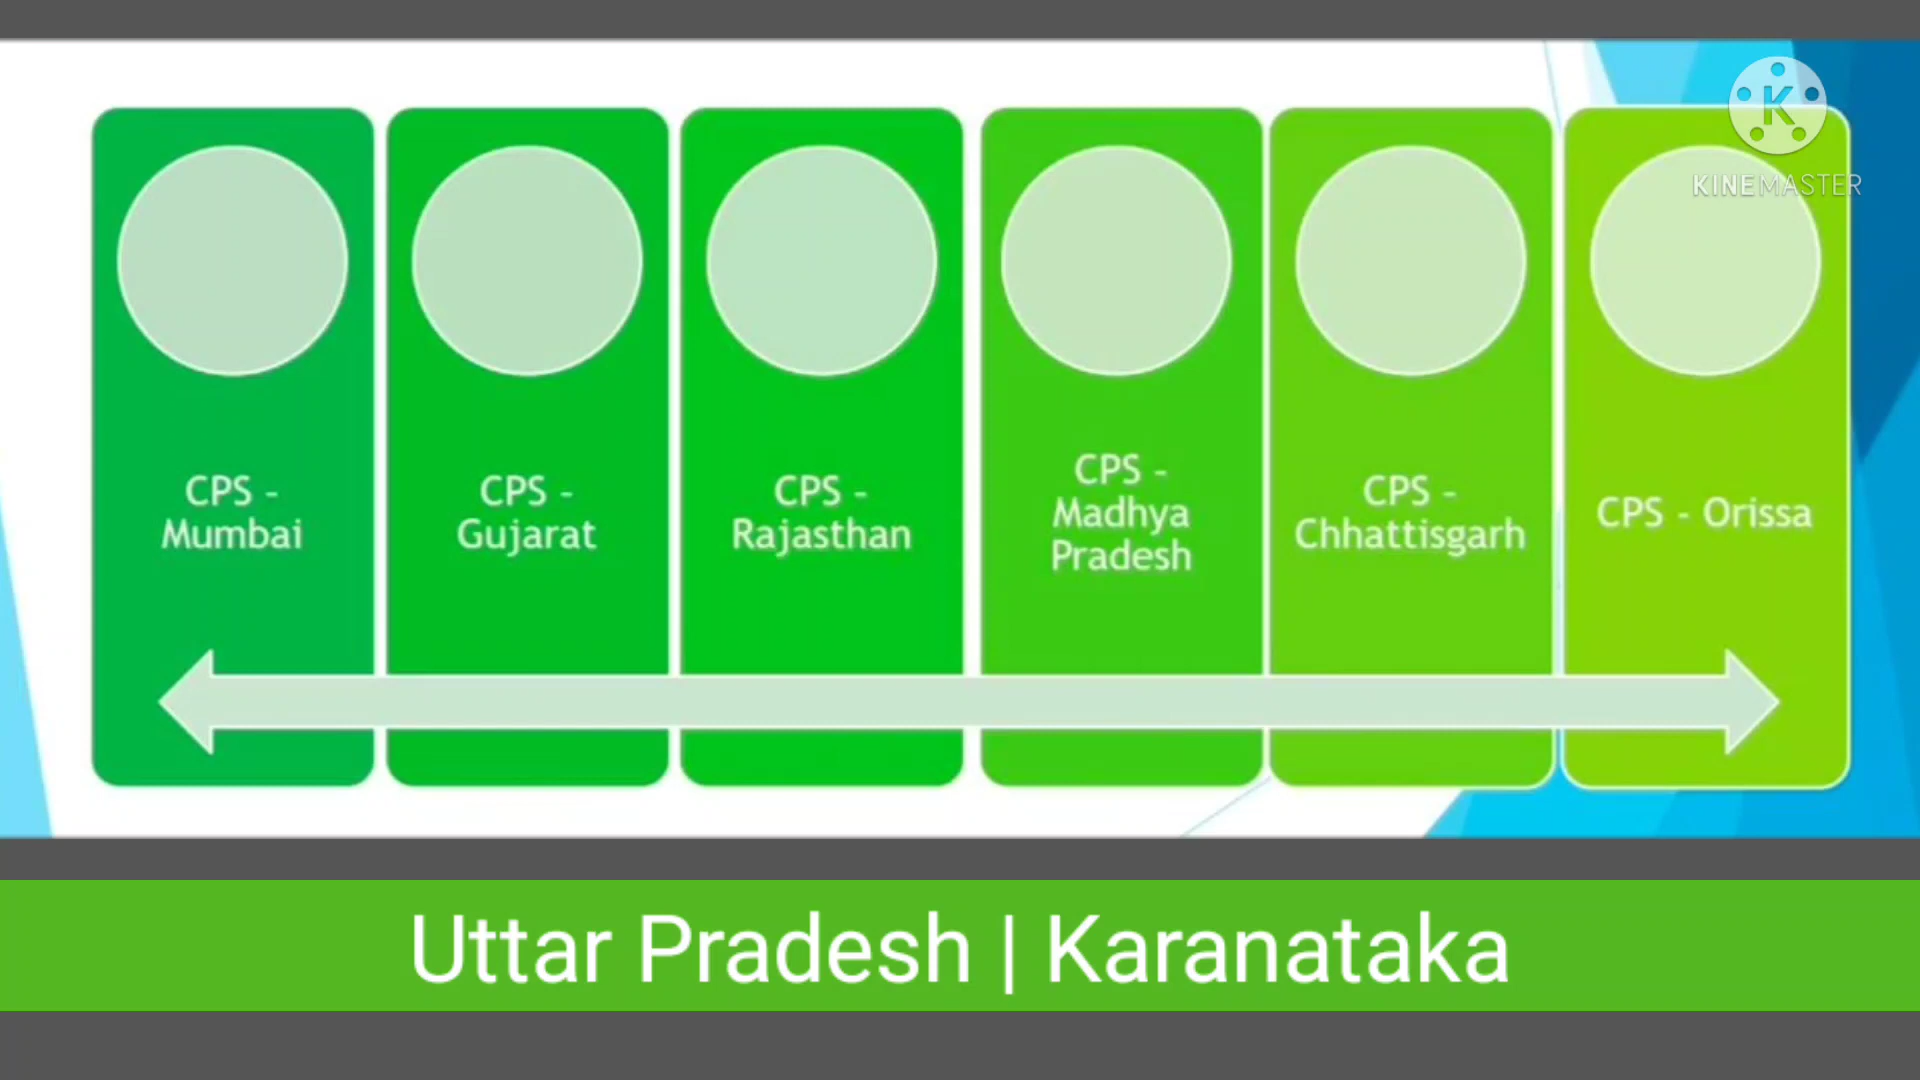 K
KINEMASTER
CPS -
Mumbai
CPS -
Gujarat
CPS -
Rajasthan
CPS -
Madhya
Pradesh
CPS -
Chhattisgarh
CPS - Orissa
Uttar Pradesh | Karanataka